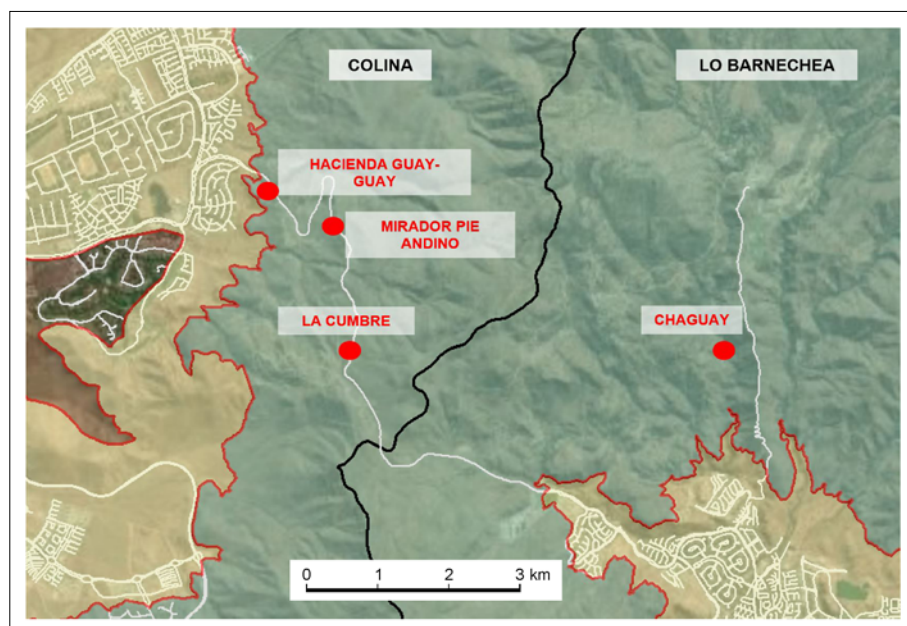 COLINA
LO BARNECHEA
HACIENDA GUAY-
GUAY
MIRADOR PIE
ANDINO
LA CUMBRE
CHAGUAY
0 1 2 3 km